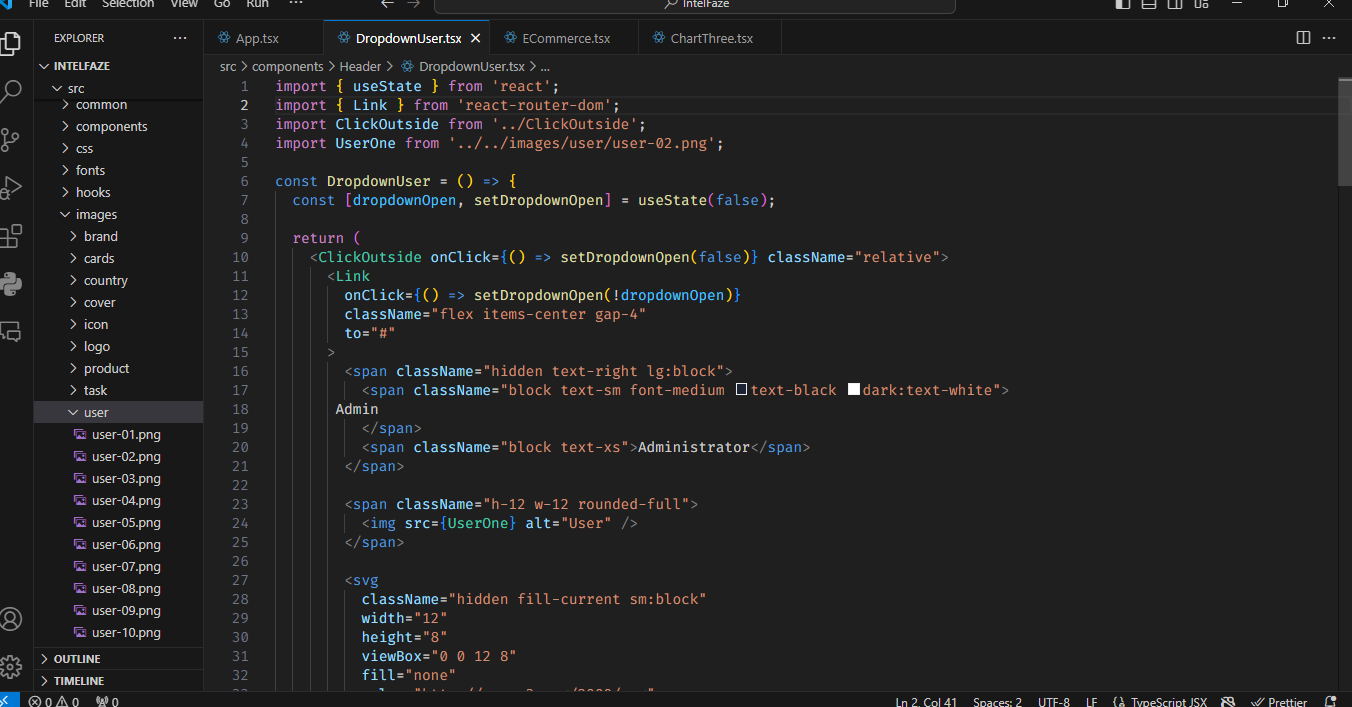 File Edit Selection View Go Run ··· IntelFaze
EXPLORER ···
INTELFAZE
src
common
components
css
fonts
hooks
images
brand
cards
country
cover
icon
logo
product
task
user
user-01.png
user-02.png
user-03.png
user-04.png
user-05.png
user-06.png
user-07.png
user-08.png
user-09.png
user-10.png
OUTLINE
TIMELINE
App.tsx DropdownUser.tsx ECommerce.tsx ChartThree.tsx ···
src > components > Header > DropdownUser.tsx > ...
1 import { useState } from 'react';
2 import { Link } from 'react-router-dom';
3 import ClickOutside from '../ClickOutside';
4 import UserOne from '../../images/user/user-02.png';
5
6 const DropdownUser = () => {
7 const [dropdownOpen, setDropdownOpen] = useState(false);
8
9 return (
10 <ClickOutside onClick={() => setDropdownOpen(false)} className="relative">
11 <Link
12 onClick={() => setDropdownOpen(!dropdownOpen)}
13 className="flex items-center gap-4"
14 to="#"
15 >
16 <span className="hidden text-right lg:block">
17 <span className="block text-sm font-medium text-black dark:text-white">
18 Admin
19 </span>
20 <span className="block text-xs">Administrator</span>
21 </span>
22
23 <span className="h-12 w-12 rounded-full">
24 <img src={UserOne} alt="User" />
25 </span>
26
27 <svg
28 className="hidden fill-current sm:block"
29 width="12"
30 height="8"
31 viewBox="0 0 12 8"
32 fill="none"
0 0 0 Ln 2, Col 41 Spaces: 2 UTF-8 LF {} TypeScript JSX Prettier